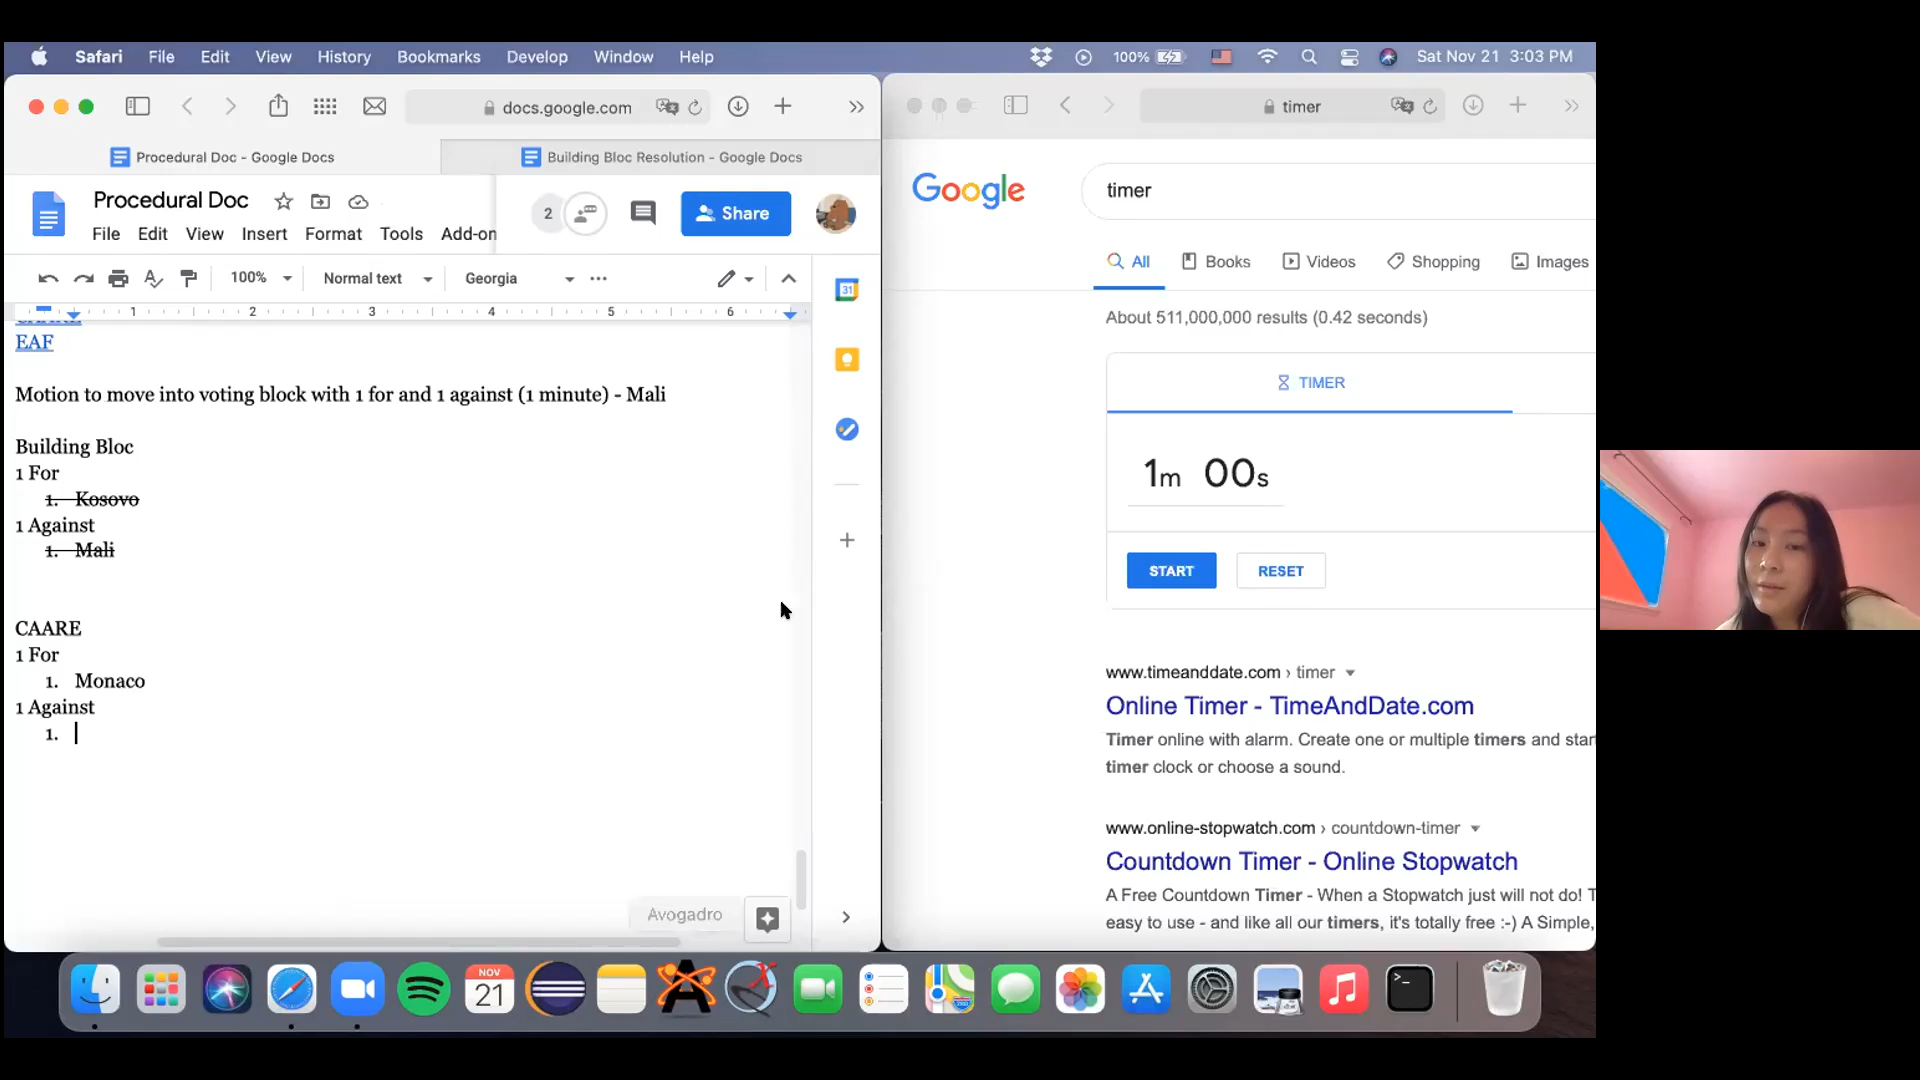 Safari File Edit View History Bookmarks Develop Window Help 100% Sat Nov 21 3:03 PM
docs.google.com
Procedural Doc - Google Docs
Building Bloc Resolution - Google Docs
Procedural Doc
2
Share
File Edit View Insert Format Tools Add-on
100% Normal text Georgia
1 2 3 4 5 6
31
CAARE
EAF
Motion to move into voting block with 1 for and 1 against (1 minute) - Mali
Building Bloc
1 For
1. Kosovo
1 Against
1. Mali
CAARE
1 For
1. Monaco
1 Against
1.
Avogadro
timer
Google
timer
All Books Videos Shopping Images
About 511,000,000 results (0.42 seconds)
TIMER
1m 00s
START RESET
www.timeanddate.com › timer
Online Timer - TimeAndDate.com
Timer online with alarm. Create one or multiple timers and star
timer clock or choose a sound.
www.online-stopwatch.com › countdown-timer
Countdown Timer - Online Stopwatch
A Free Countdown Timer - When a Stopwatch just will not do! T
easy to use - and like all our timers, it's totally free :-) A Simple,
NOV
21